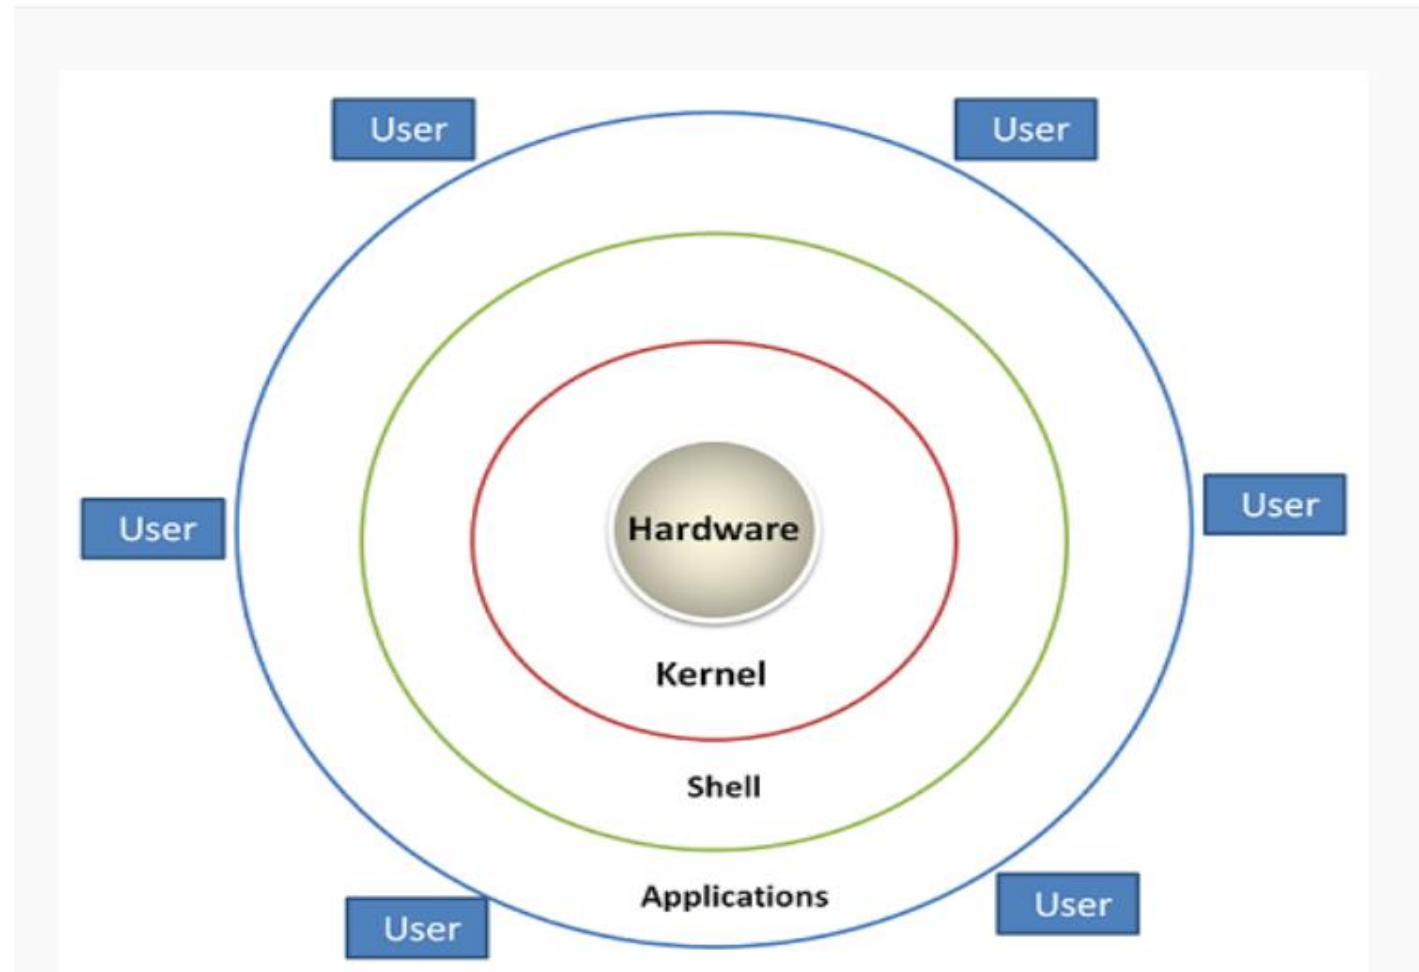 User
User
User
User
Hardware
Kernel
Shell
Applications
User
User